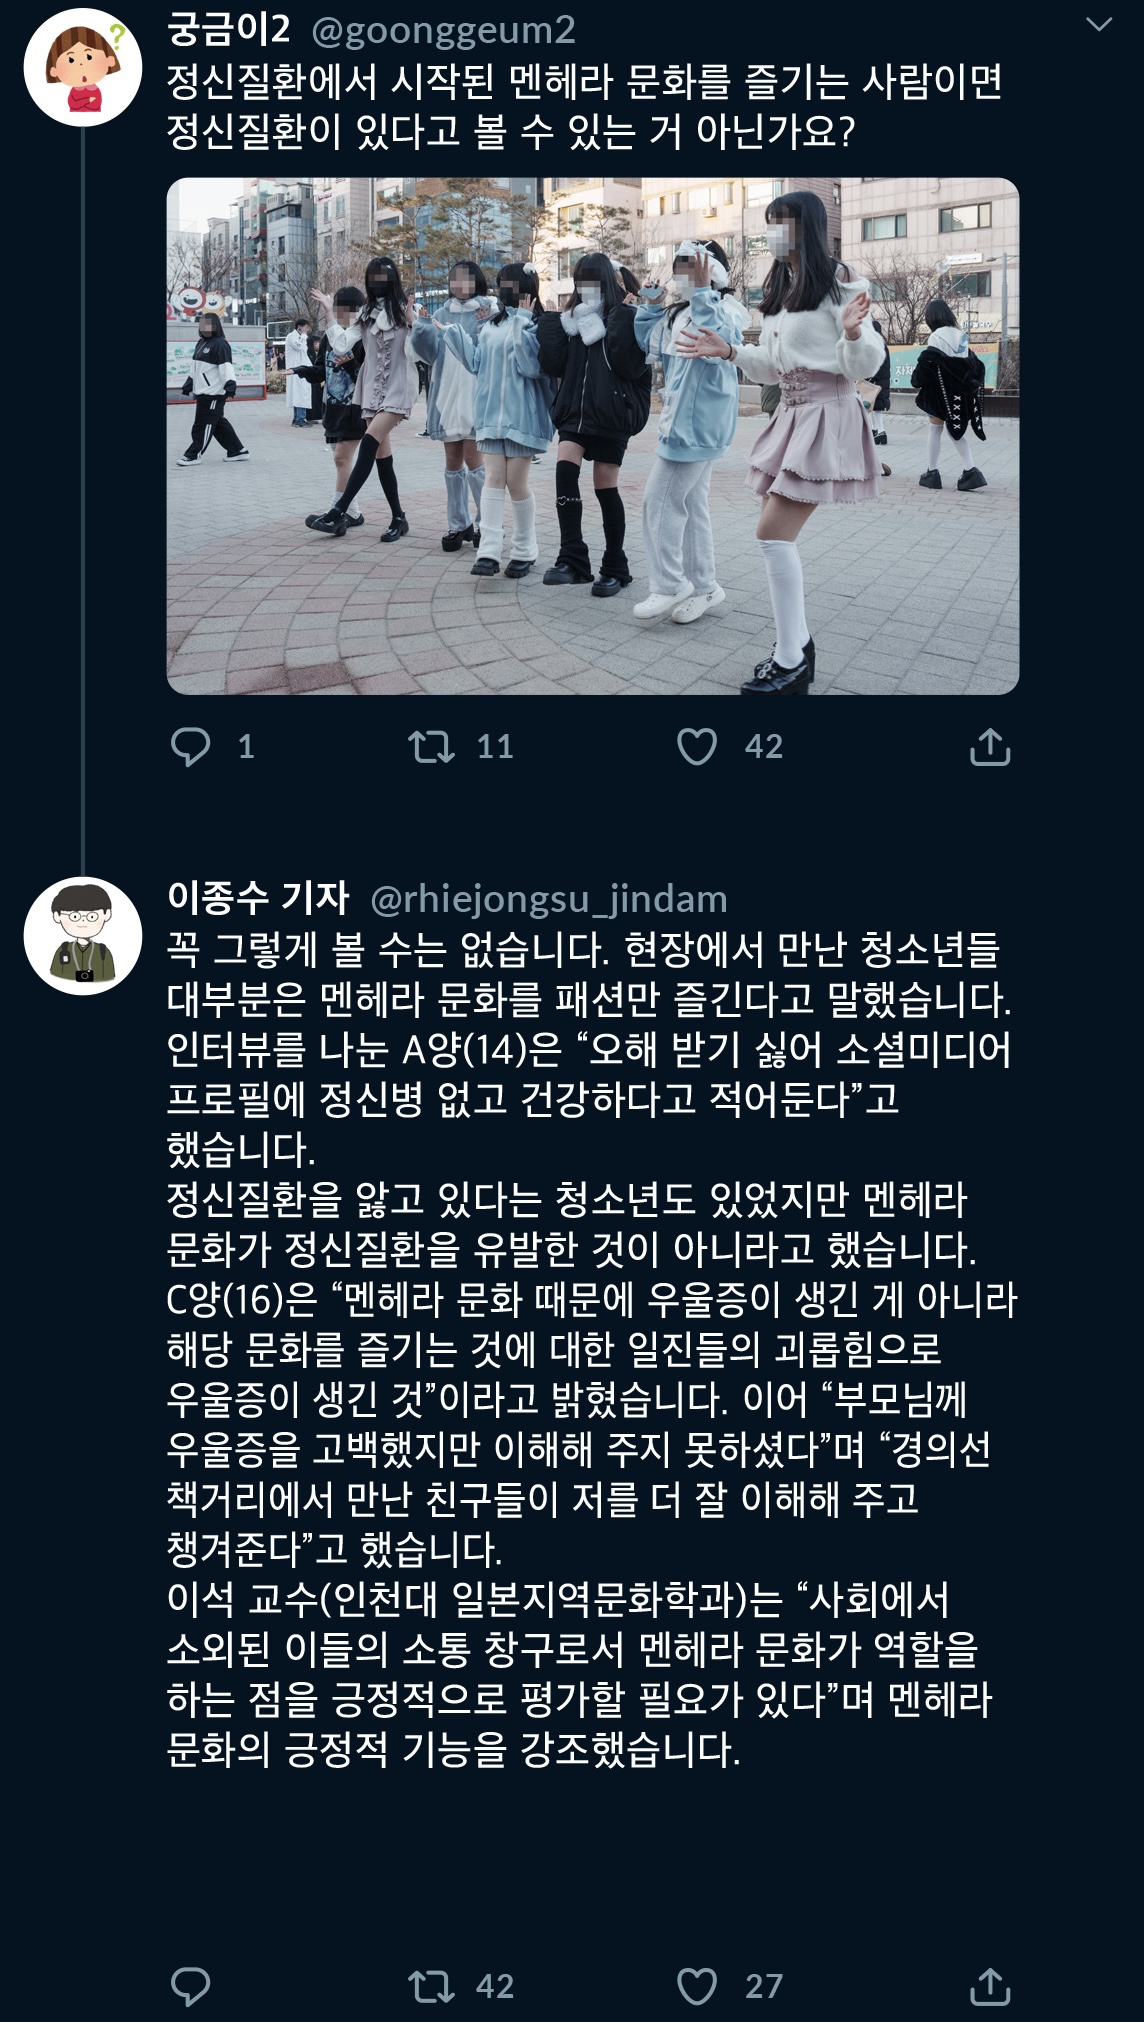 궁금이2 @goonggeum2
정신질환에서 시작된 멘헤라 문화를 즐기는 사람이면
정신질환이 있다고 볼 수 있는 거 아닌가요?
1 11 42
이종수 기자 @rhiejongsu_jindam
꼭 그렇게 볼 수는 없습니다. 현장에서 만난 청소년들
대부분은 멘헤라 문화를 패션만 즐긴다고 말했습니다.
인터뷰를 나눈 A양(14)은 “오해 받기 싫어 소셜미디어
프로필에 정신병 없고 건강하다고 적어둔다”고
했습니다.
정신질환을 앓고 있다는 청소년도 있었지만 멘헤라
문화가 정신질환을 유발한 것이 아니라고 했습니다.
C양(16)은 “멘헤라 문화 때문에 우울증이 생긴 게 아니라
해당 문화를 즐기는 것에 대한 일진들의 괴롭힘으로
우울증이 생긴 것”이라고 밝혔습니다. 이어 “부모님께
우울증을 고백했지만 이해해 주지 못하셨다”며 “경의선
책거리에서 만난 친구들이 저를 더 잘 이해해 주고
챙겨준다”고 했습니다.
이석 교수(인천대 일본지역문화학과)는 “사회에서
소외된 이들의 소통 창구로서 멘헤라 문화가 역할을
하는 점을 긍정적으로 평가할 필요가 있다”며 멘헤라
문화의 긍정적 기능을 강조했습니다.
42 27